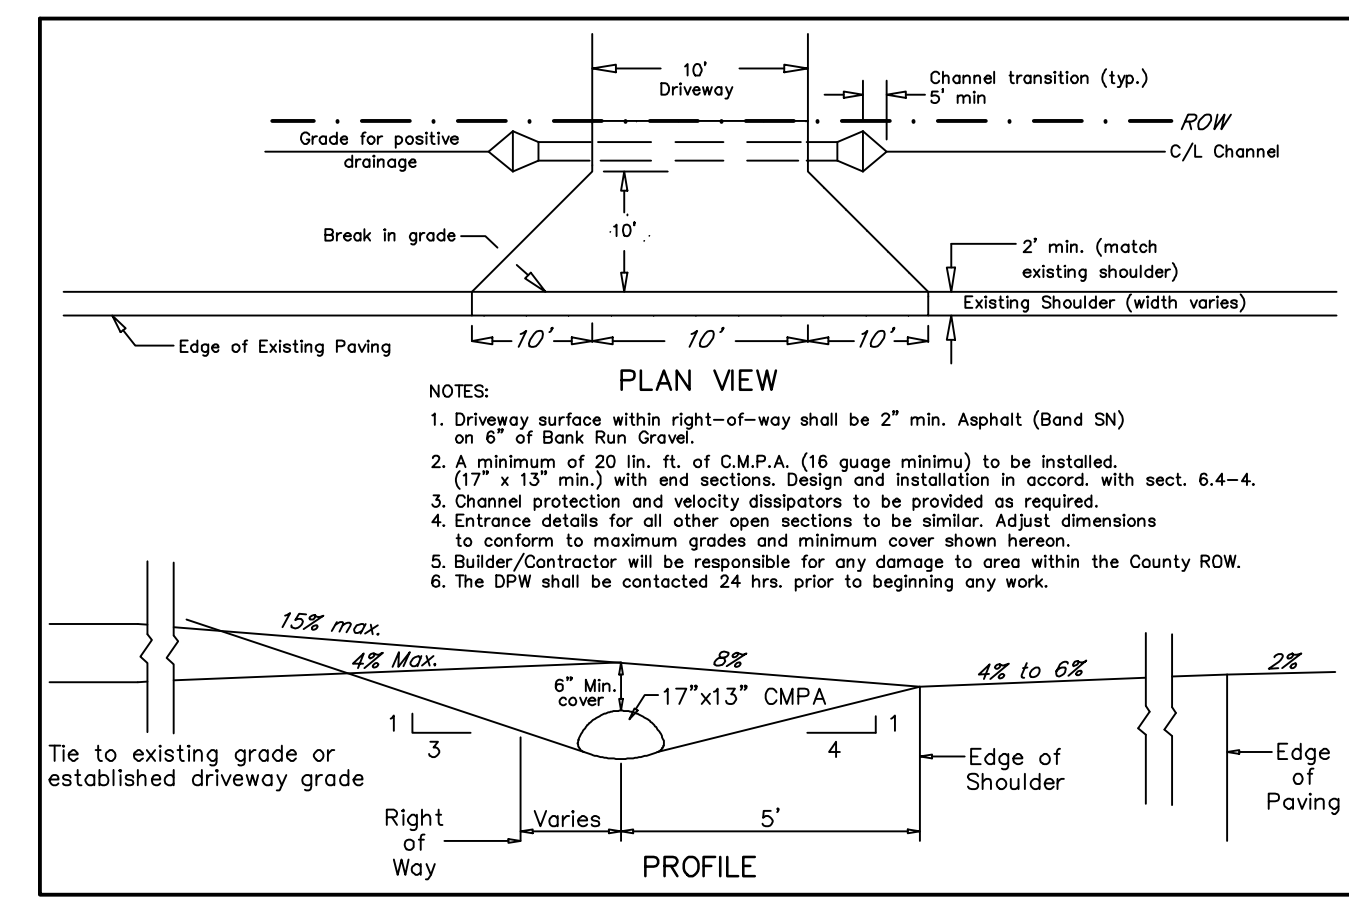 10'
Driveway
Channel transition (typ.)
5' min
ROW
Grade for positive
drainage
C/L Channel
10'
Break in grade
2' min. (match
existing shoulder)
Existing Shoulder (width varies)
Edge of Existing Paving
10'
10'
10'
PLAN VIEW
NOTES:
1. Driveway surface within right-of-way shall be 2" min. Asphalt (Band SN)
on 6" of Bank Run Gravel.
2. A minimum of 20 lin. ft. of C.M.P.A. (16 guage minimu) to be installed.
(17" x 13" min.) with end sections. Design and installation in accord. with sect. 6.4-4.
3. Channel protection and velocity dissipators to be provided as required.
4. Entrance details for all other open sections to be similar. Adjust dimensions
to conform to maximum grades and minimum cover shown hereon.
5. Builder/Contractor will be responsible for any damage to area within the County ROW.
6. The DPW shall be contacted 24 hrs. prior to beginning any work.
15% max.
4% Max.
8%
4% to 6%
2%
6" Min.
cover
17"x13" CMPA
1
3
1
4
Tie to existing grade or
established driveway grade
Edge of
Shoulder
Edge
of
Paving
Right
of
Way
Varies
5'
PROFILE